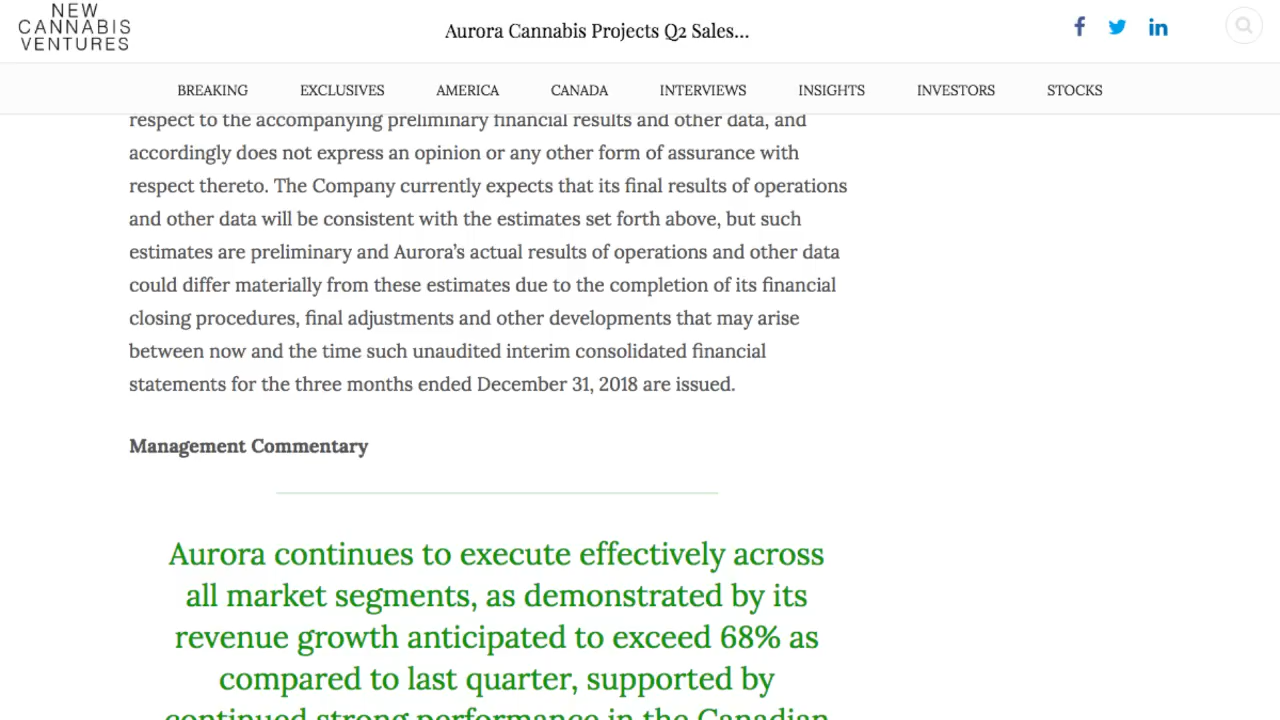 NEW
CANNABIS
VENTURES
Aurora Cannabis Projects Q2 Sales...
BREAKING
EXCLUSIVES
AMERICA
CANADA
INTERVIEWS
INSIGHTS
INVESTORS
STOCKS
respect to the accompanying preliminary financial results and other data, and
accordingly does not express an opinion or any other form of assurance with
respect thereto. The Company currently expects that its final results of operations
and other data will be consistent with the estimates set forth above, but such
estimates are preliminary and Aurora’s actual results of operations and other data
could differ materially from these estimates due to the completion of its financial
closing procedures, final adjustments and other developments that may arise
between now and the time such unaudited interim consolidated financial
statements for the three months ended December 31, 2018 are issued.
Management Commentary
Aurora continues to execute effectively across
all market segments, as demonstrated by its
revenue growth anticipated to exceed 68% as
compared to last quarter, supported by
continued strong performance in the Canadian